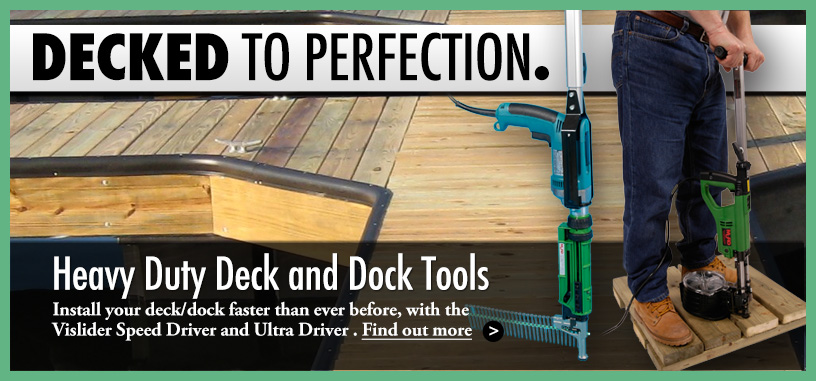 DECKED TO PERFECTION.
Heavy Duty Deck and Dock Tools
Install your deck/dock faster than ever before, with the
Vislider Speed Driver and Ultra Driver . Find out more >